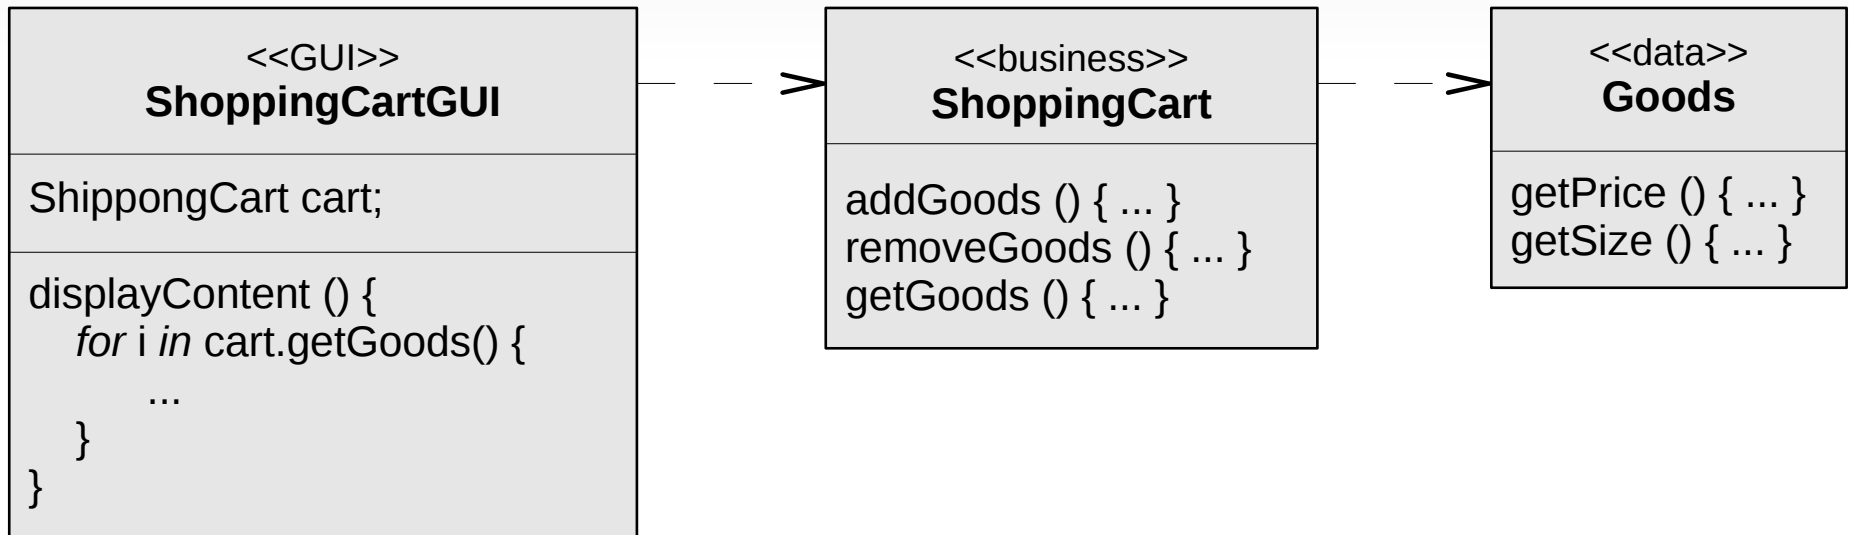 <<GUI>>
ShoppingCartGUI
ShippongCart cart;
displayContent () {
for i in cart.getGoods() {
...
}
}
<<business>>
ShoppingCart
addGoods () { ... }
removeGoods () { ... }
getGoods () { ... }
<<data>>
Goods
getPrice () { ... }
getSize () { ... }